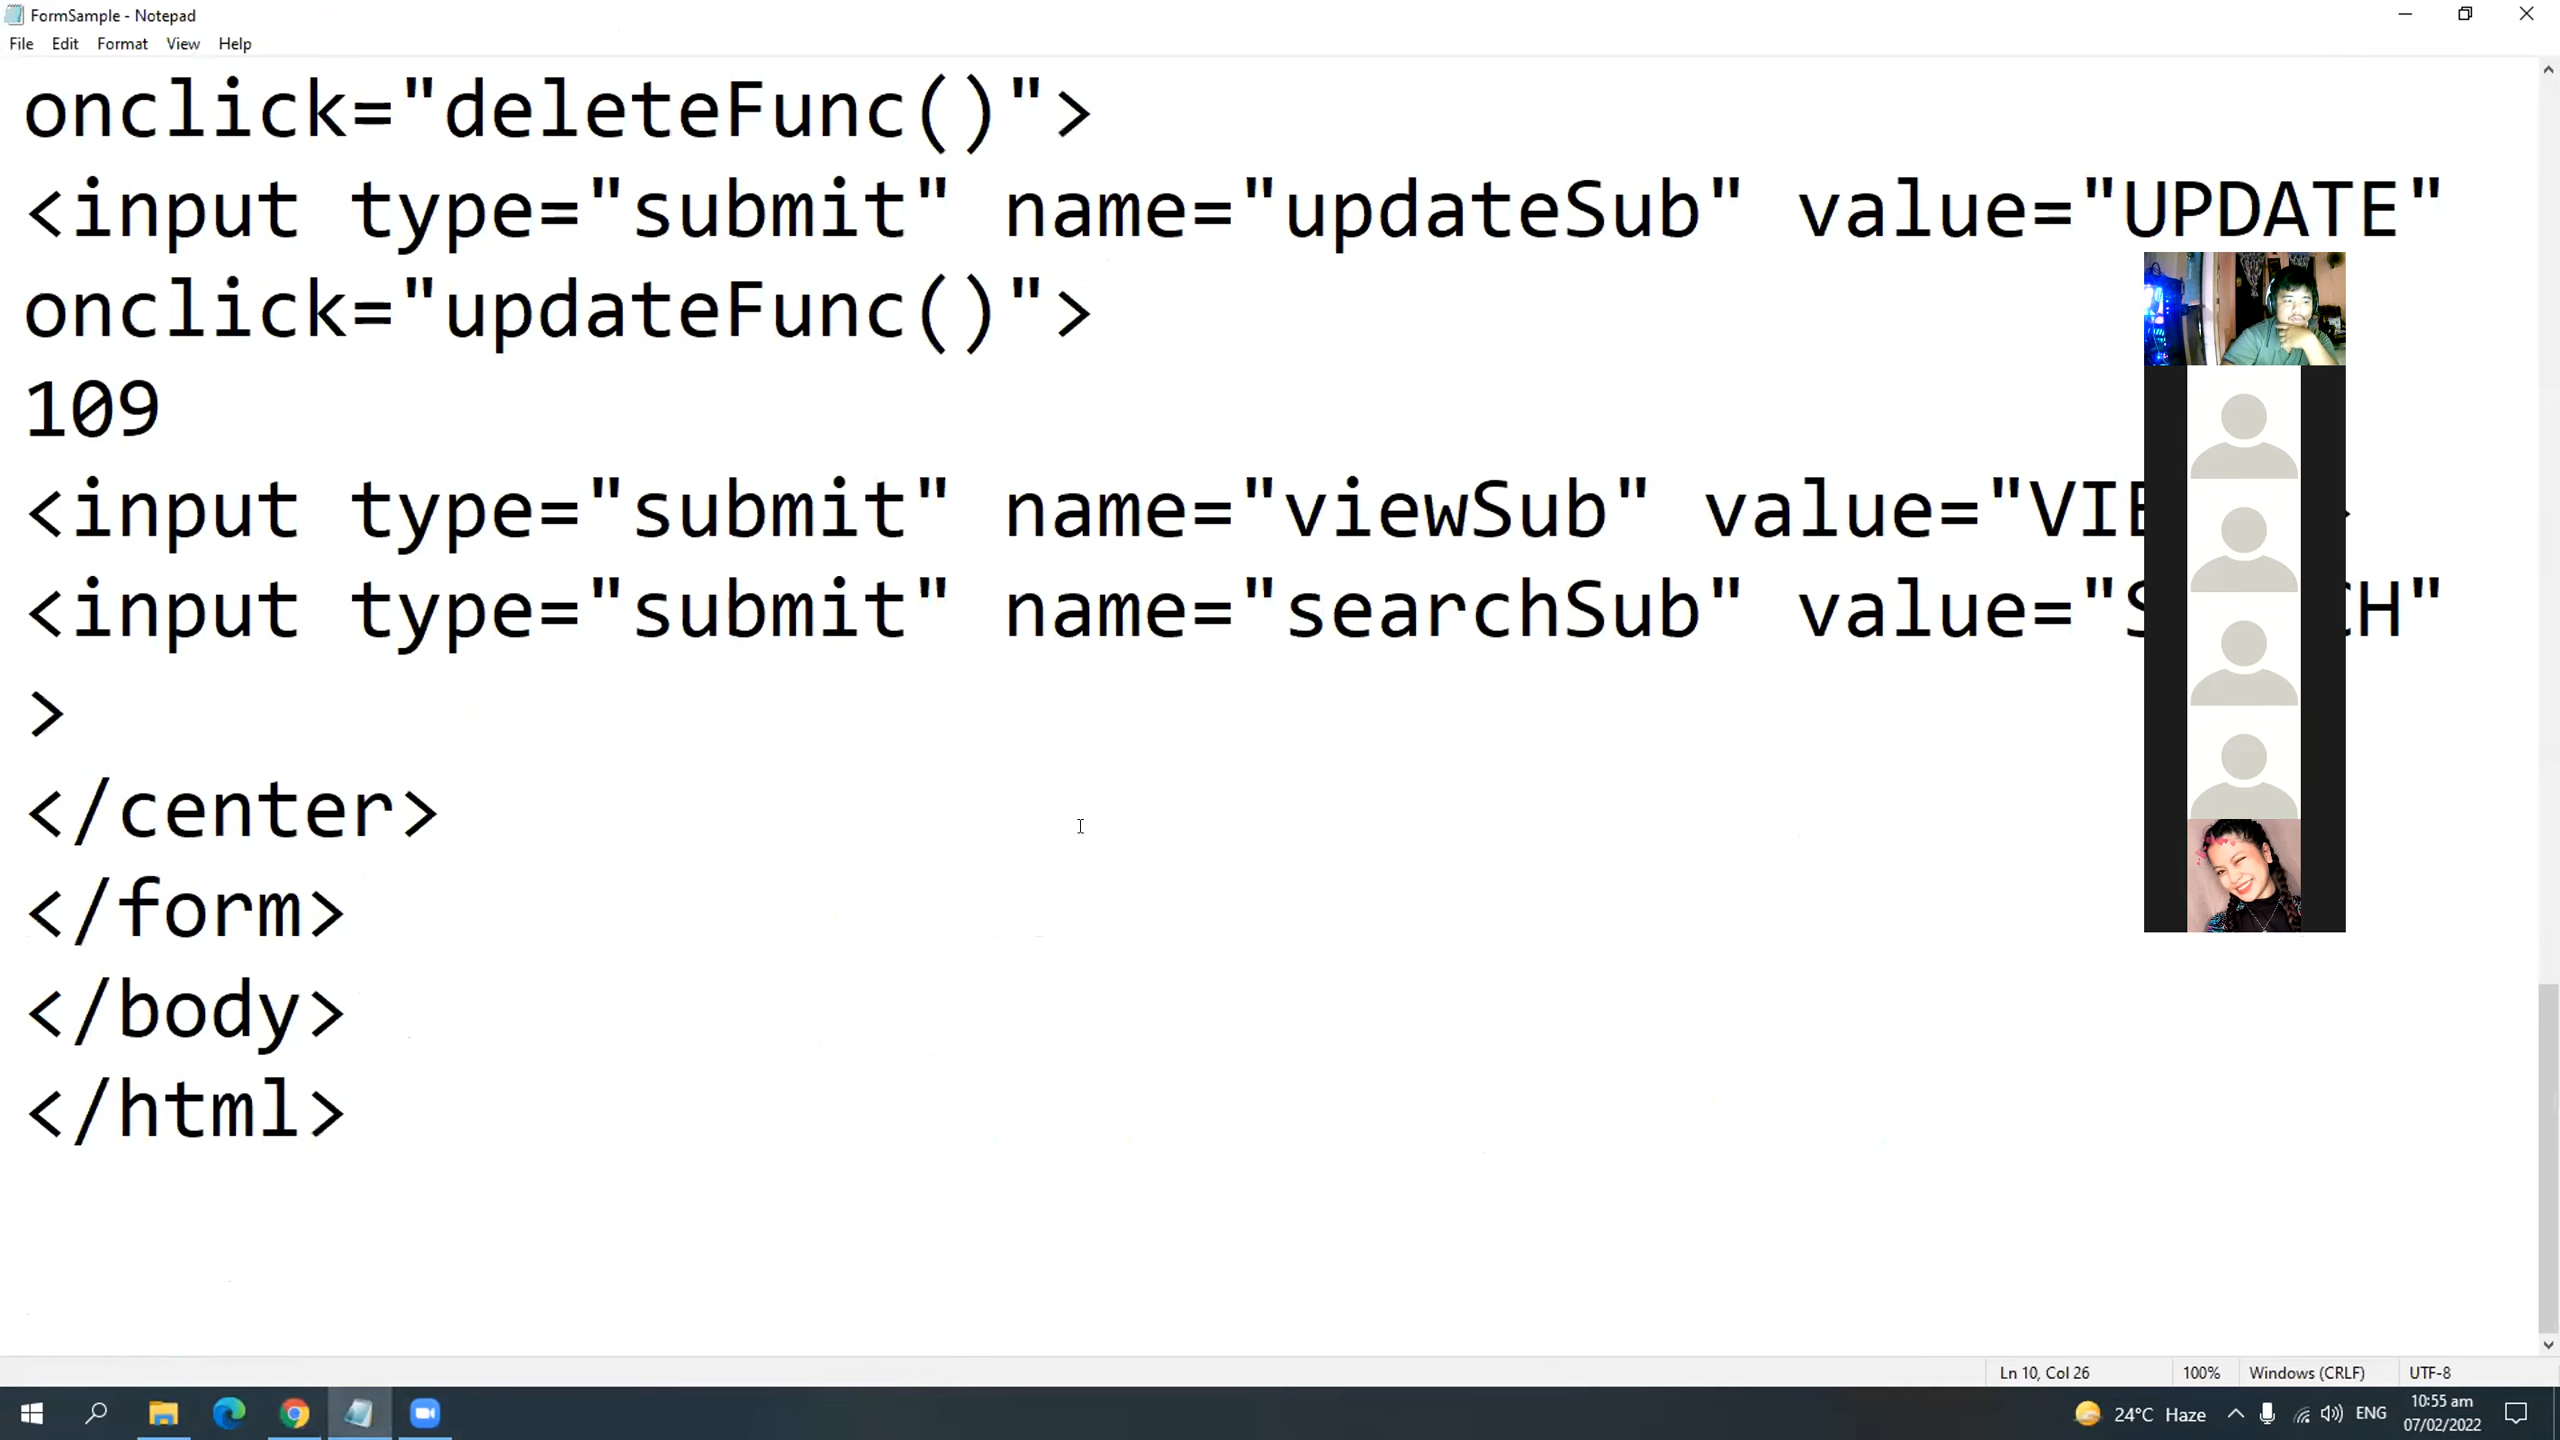 FormSample - Notepad
File Edit Format View Help
onclick="deleteFunc()">
<input type="submit" name="updateSub" value="UPDATE"
onclick="updateFunc()">
109
<input type="submit" name="viewSub" value="VIE
<input type="submit" name="searchSub" value="S CH"
>
</center>
</form>
</body>
</html>
Ln 10, Col 26 100% Windows (CRLF) UTF-8
24°C Haze ENG 10:55 am
07/02/2022